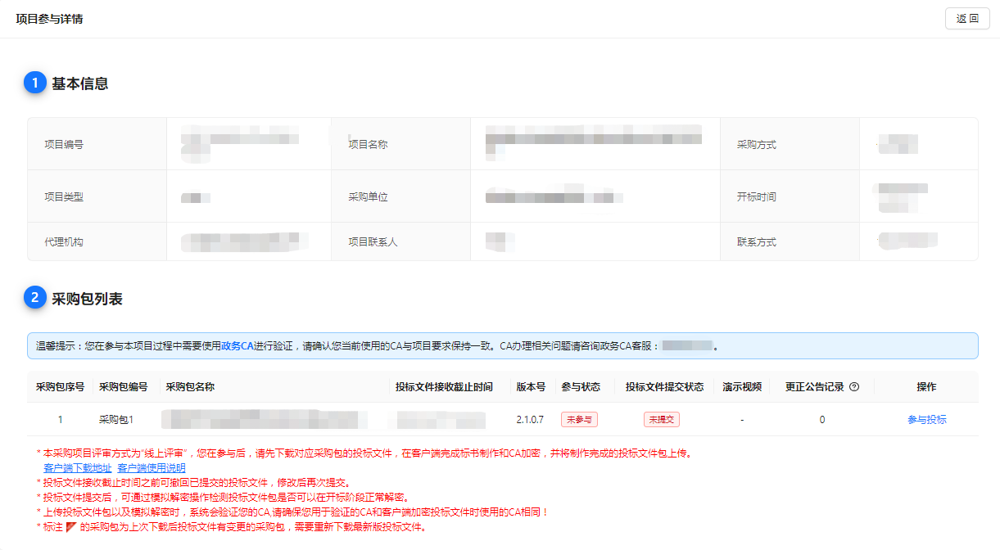 项目参与详情
返 回
1 基本信息
项目编号 项目名称 采购方式
项目类型 采购单位 开标时间
代理机构 项目联系人 联系方式
2 采购包列表
温馨提示：您在参与本项目过程中需要使用政务CA进行验证，请确认您当前使用的CA与项目要求保持一致。CA办理相关问题请咨询政务CA客服： 。
采购包序号 采购包编号 采购包名称 投标文件接收截止时间 版本号 参与状态 投标文件提交状态 演示视频 更正公告记录 ? 操作
1 采购包1 2.1.0.7 未参与 未提交 - 0 参与投标
* 本采购项目评审方式为“线上评审”，您在参与后，请先下载对应采购包的投标文件，在客户端完成标书制作和CA加密，并将制作完成的投标文件包上传。
客户端下载地址 客户端使用说明
* 投标文件接收截止时间之前可撤回已提交的投标文件，修改后再次提交。
* 投标文件提交后，可通过模拟解密操作检测投标文件包是否可以在开标阶段正常解密。
* 上传投标文件包以及模拟解密时，系统会验证您的CA,请确保您用于验证的CA和客户端加密投标文件时使用的CA相同！
* 标注 的采购包为上次下载后投标文件有变更的采购包，需要重新下载最新版投标文件。